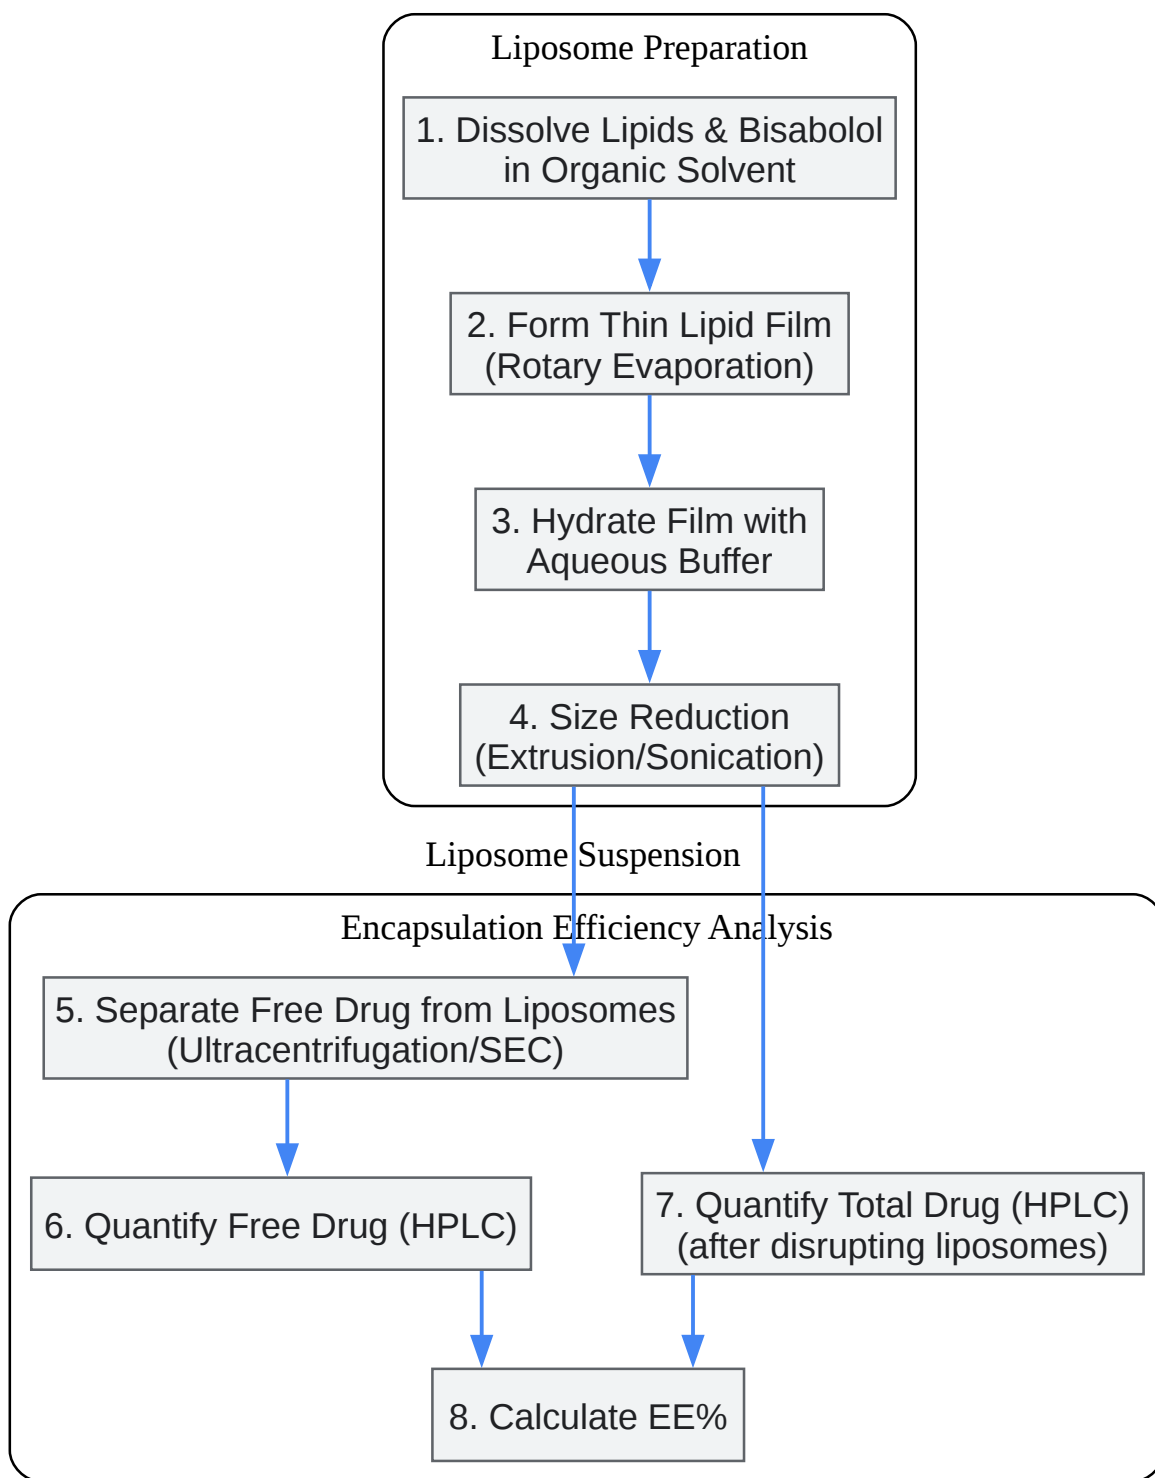 Liposome Preparation
1. Dissolve Lipids & Bisabolol
in Organic Solvent
2. Form Thin Lipid Film
(Rotary Evaporation)
3. Hydrate Film with
Aqueous Buffer
4. Size Reduction
(Extrusion/Sonication)
Liposome Suspension
Encapsulation Efficiency Analysis
5. Separate Free Drug from Liposomes
(Ultracentrifugation/SEC)
6. Quantify Free Drug (HPLC)
7. Quantify Total Drug (HPLC)
(after disrupting liposomes)
8. Calculate EE%